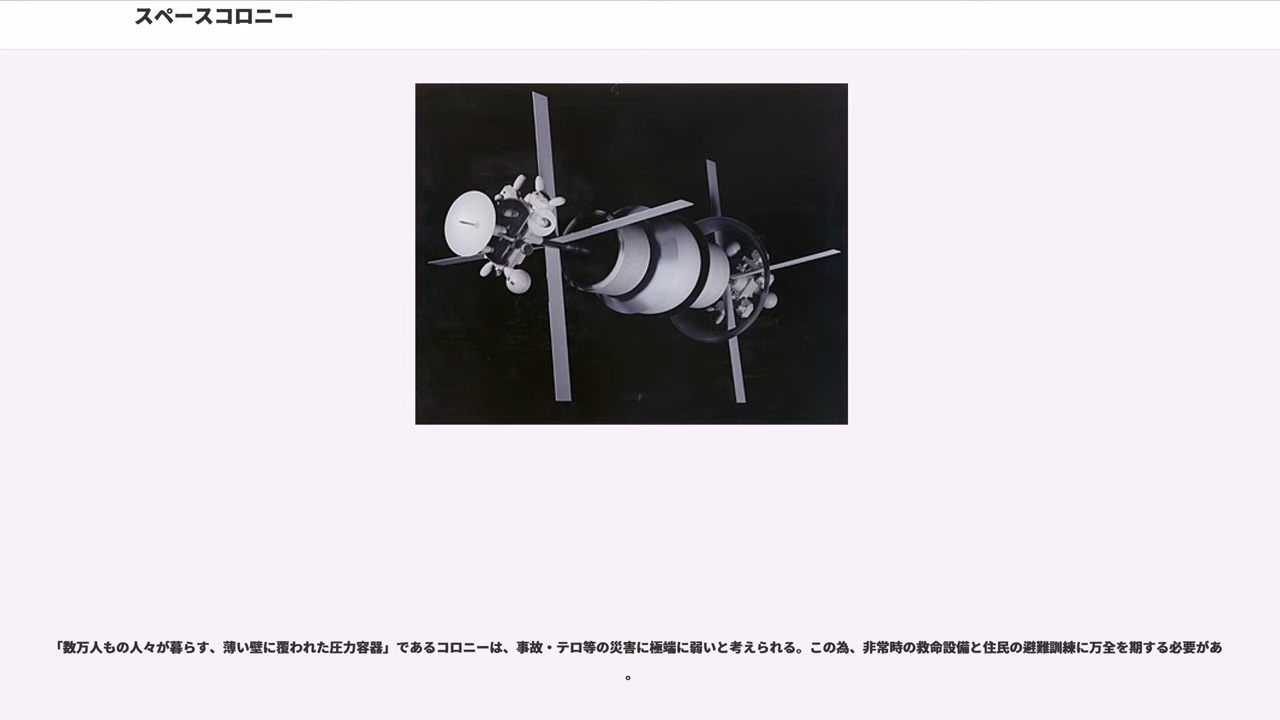 スペースコロニー
「数万人もの人々が暮らす、薄い壁に覆われた圧力容器」であるコロニーは、事故・テロ等の災害に極端に弱いと考えられる。この為、非常時の救命設備と住民の避難訓練に万全を期する必要があ
。